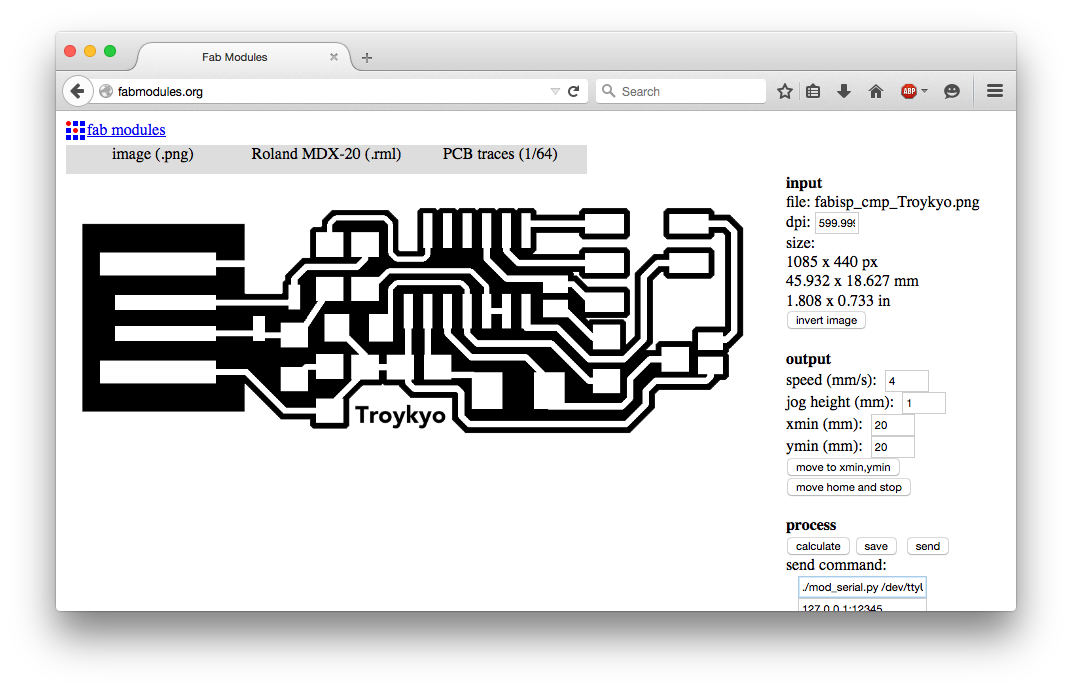 Fab Modules
fabmodules.org
Search
ABP
fab modules
image (.png) Roland MDX-20 (.rml) PCB traces (1/64)
Troykyo
input
file: fabisp_cmp_Troykyo.png
dpi: 599.999
size:
1085 x 440 px
45.932 x 18.627 mm
1.808 x 0.733 in
invert image
output
speed (mm/s): 4
jog height (mm): 1
xmin (mm): 20
ymin (mm): 20
move to xmin,ymin
move home and stop
process
calculate save send
send command:
./mod_serial.py /dev/ttyU
127.0.0.1:12345